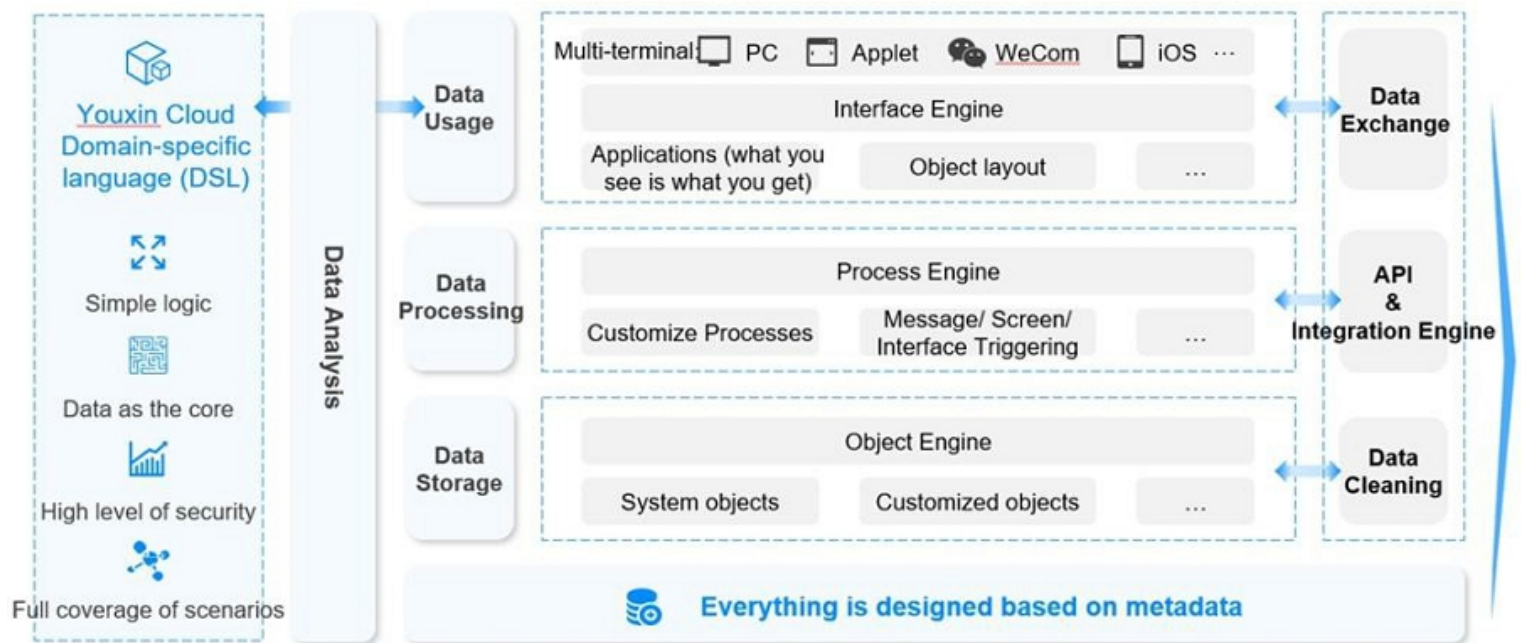 Youxin Cloud
Domain-specific
language (DSL)
Simple logic
Data as the core
High level of security
Full coverage of scenarios
Data Analysis
Data
Usage
Multi-terminal:
PC
Applet
WeCom
iOS
...
Interface Engine
Applications (what you
see is what you get)
Object layout
...
Data
Exchange
Data
Processing
Process Engine
Customize Processes
Message/ Screen/
Interface Triggering
...
API
&
Integration Engine
Data
Storage
Object Engine
System objects
Customized objects
...
Data
Cleaning
Everything is designed based on metadata